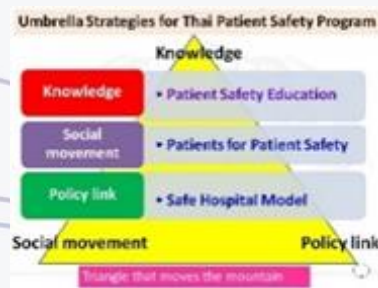 Umbrella Strategies for Thai Patient Safety Program
Knowledge
Knowledge
• Patient Safety Education
Social
movement
• Patients for Patient Safety
Policy link
• Safe Hospital Model
Social movement
Policy link
Triangle that moves the mountain